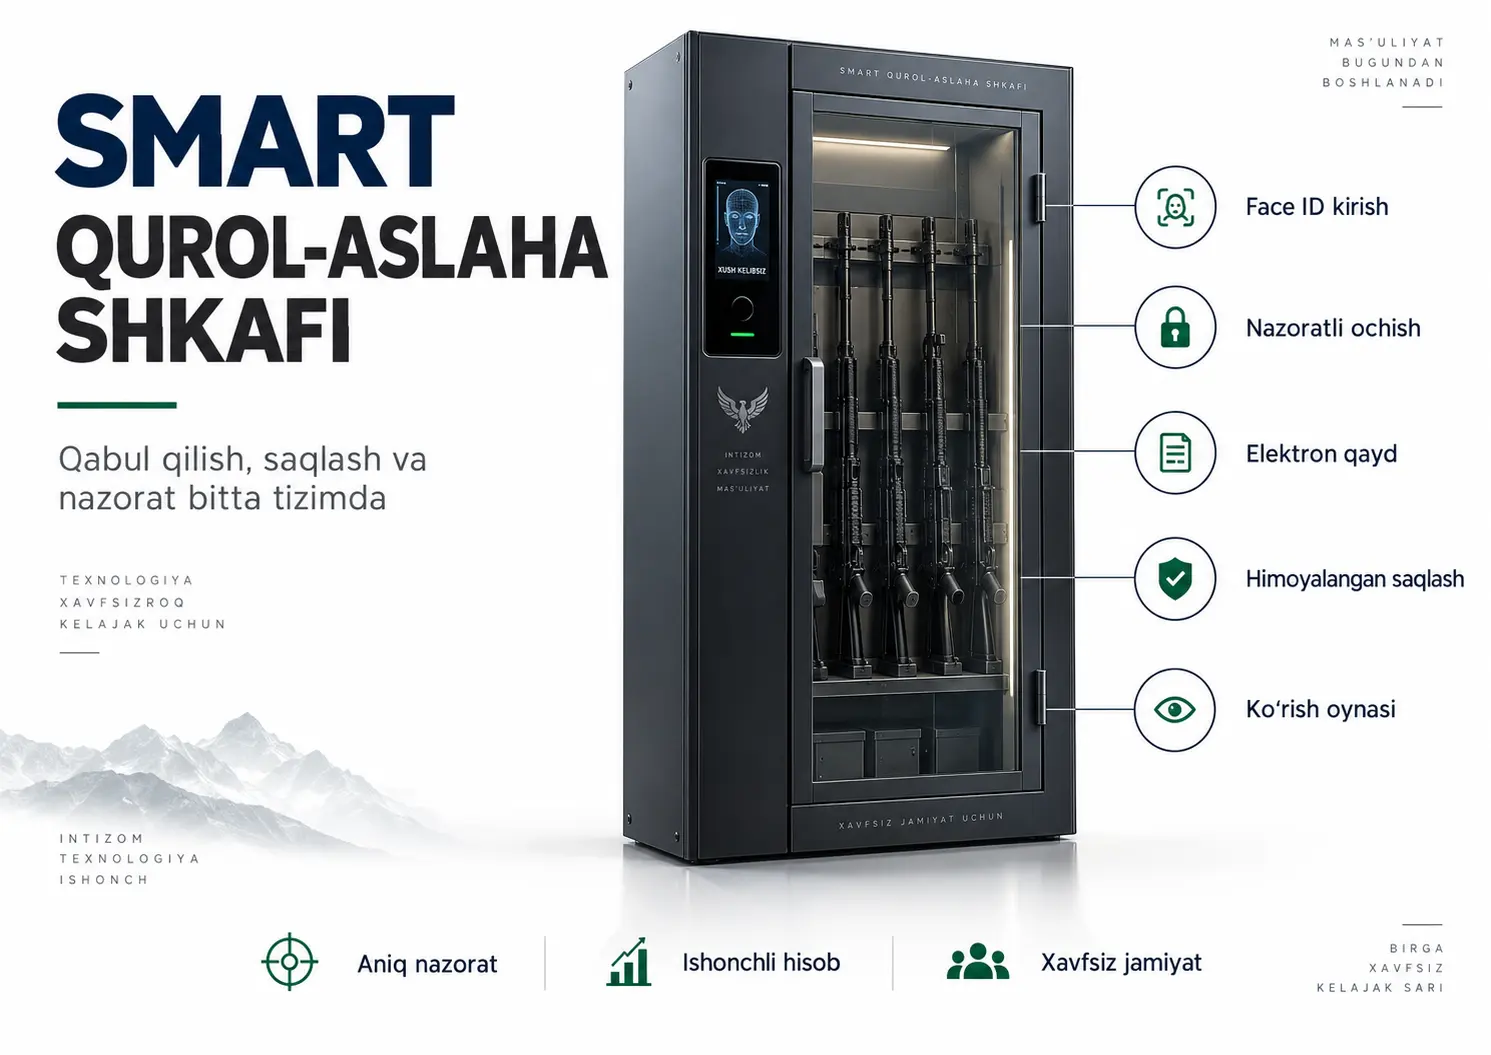 MAS'ULIYAT
BUGUNDAN
BOSHLANADI
SMART
QUROL-ASLAHA
SHKAFI
Qabul qilish, saqlash va
nazorat bitta tizimda
TEXNOLOGIYA
XAVFSIZROQ
KELAJAK UCHUN
INTIZOM
TEXNOLOGIYA
ISHONCH
SMART QUROL-ASLAHA SHKAFI
XUSH KELIBSIZ
INTIZOM
XAVFSIZLIK
MAS'ULIYAT
XAVFSIZ JAMIYAT UCHUN
Face ID kirish
Nazoratli ochish
Elektron qayd
Himoyalangan saqlash
Ko‘rish oynasi
Aniq nazorat
Ishonchli hisob
Xavfsiz jamiyat
BIRGA
XAVFSIZ
KELAJAK SARI